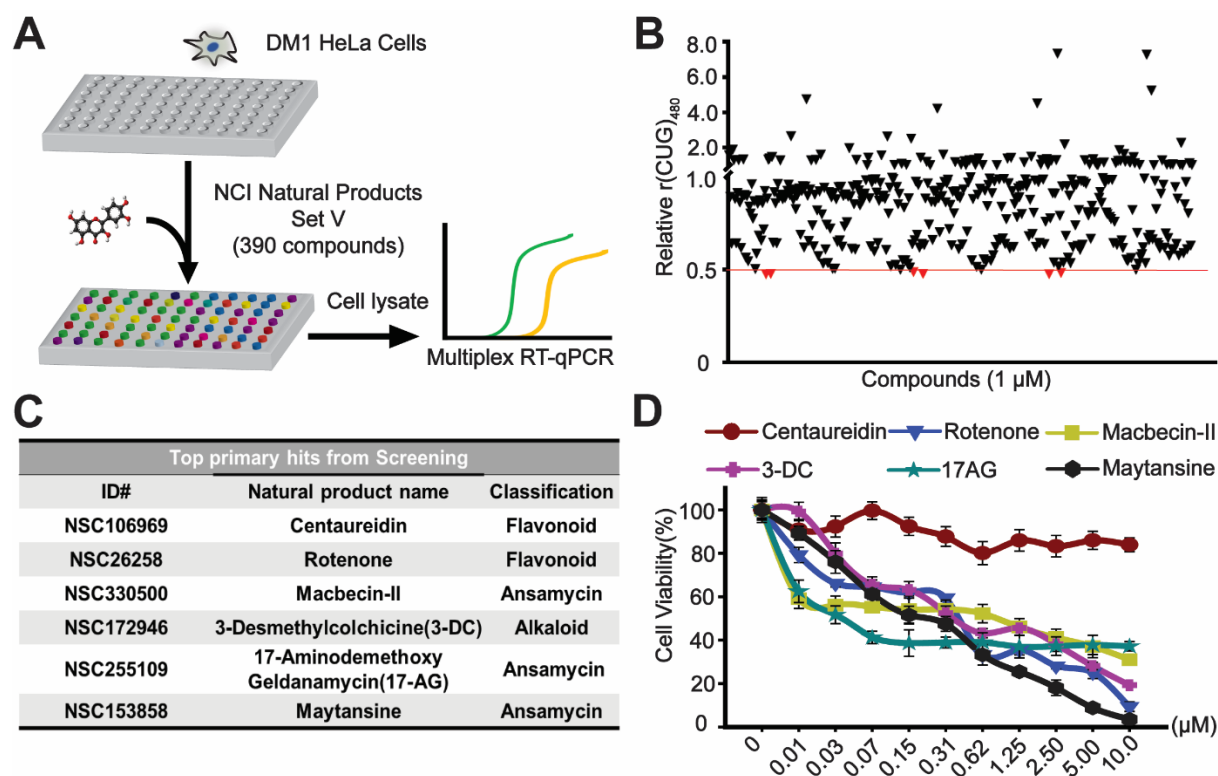 A
DM1 HeLa Cells
NCI Natural Products
Set V
(390 compounds)
Cell lysate
Multiplex RT-qPCR
B
Relative r(CUG)480
8.0
6.0
4.0
2.0
1.0
0.5
0
Compounds (1 µM)
C
Top primary hits from Screening
ID# Natural product name Classification
NSC106969 Centaureidin Flavonoid
NSC26258 Rotenone Flavonoid
NSC330500 Macbecin-II Ansamycin
NSC172946 3-Desmethylcolchicine(3-DC) Alkaloid
NSC255109 17-Aminodemethoxy Ansamycin
Geldanamycin(17-AG)
NSC153858 Maytansine Ansamycin
D
Centaureidin Rotenone Macbecin-II
3-DC 17AG Maytansine
Cell Viability(%)
100
80
60
40
20
0
0 0.01 0.03 0.07 0.15 0.31 0.62 1.25 2.50 5.00 10.0 (µM)